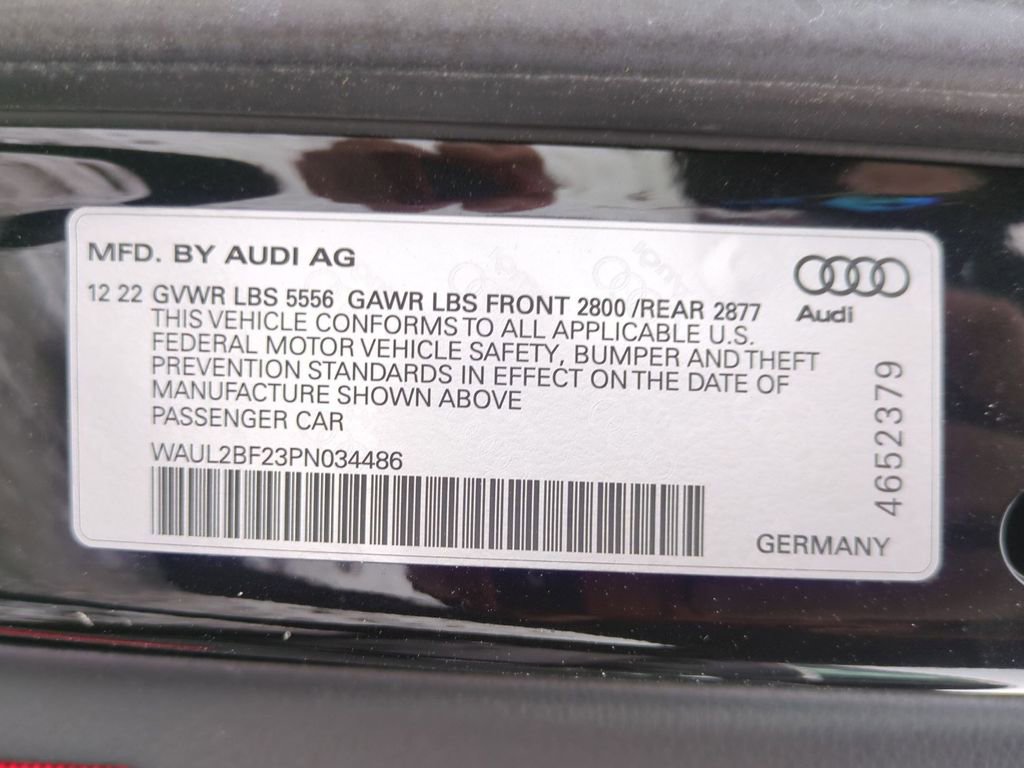 MFD. BY AUDI AG
Audi
12 22 GVWR LBS 5556 GAWR LBS FRONT 2800 /REAR 2877
THIS VEHICLE CONFORMS TO ALL APPLICABLE U.S.
FEDERAL MOTOR VEHICLE SAFETY, BUMPER AND THEFT
PREVENTION STANDARDS IN EFFECT ON THE DATE OF
MANUFACTURE SHOWN ABOVE
PASSENGER CAR
WAUL2BF23PN034486
4652379
GERMANY